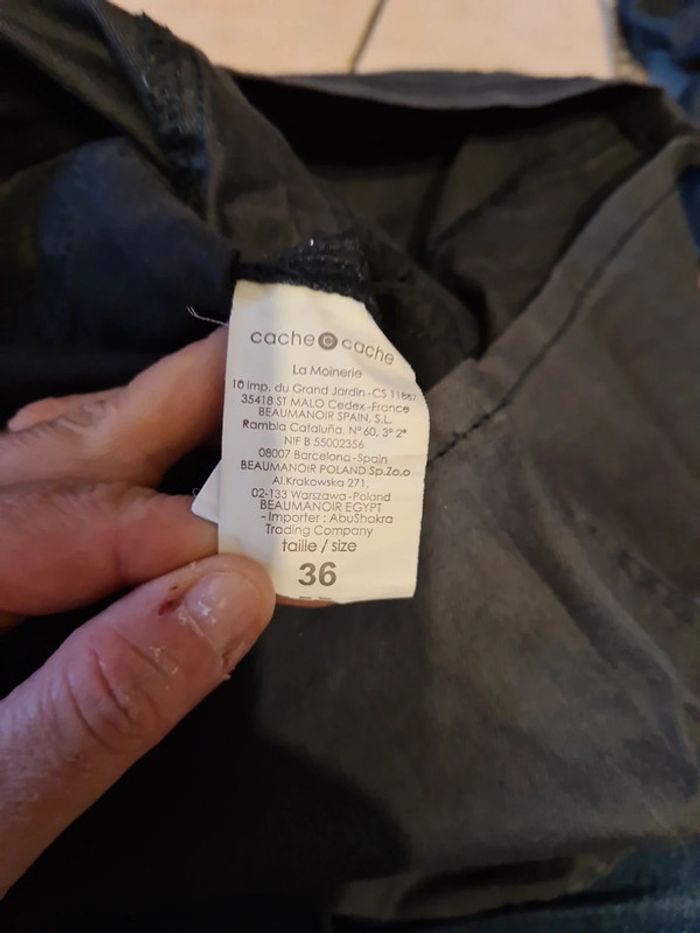 cache c cache
La Moinerie
10 imp. du Grand Jardin - CS 11887
35418 ST MALO Cedex - France
BEAUMANOIR SPAIN, S.L.
Rambla Cataluña, N° 60, 3° 2ª
NIF B 55002356
08007 Barcelona - Spain
BEAUMANOIR POLAND Sp.Zo.o
Al.Krakowska 271,
02-133 Warszawa - Poland
BEAUMANOIR EGYPT
- Importer : AbuShakra
Trading Company
taille / size
36